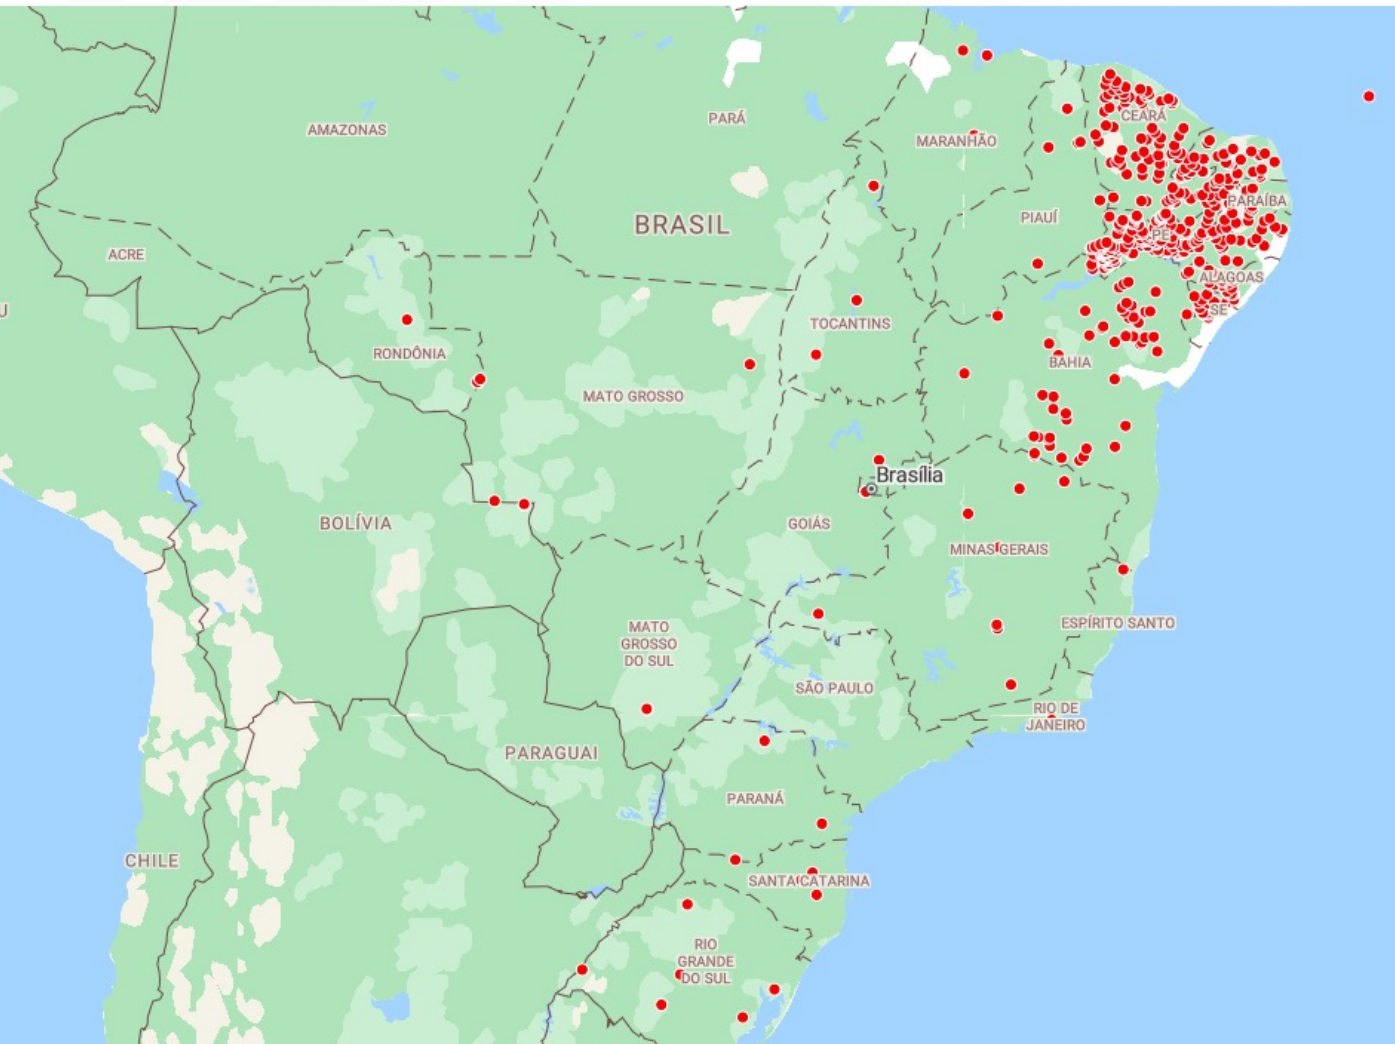 PARÁ
CEARÁ
AMAZONAS
MARANHÃO
BRASIL
PIAUÍ
PARAÍBA
PE
ACRE
ALAGOAS
U
TOCANTINS
SE
RONDÔNIA
BAHIA
MATO GROSSO
Brasília
BOLÍVIA
GOIÁS
MINAS GERAIS
ESPÍRITO SANTO
MATO
GROSSO
DO SUL
SÃO PAULO
RIO DE
JANEIRO
PARAGUAI
PARANÁ
CHILE
SANTA CATARINA
RIO
GRANDE
DO SUL